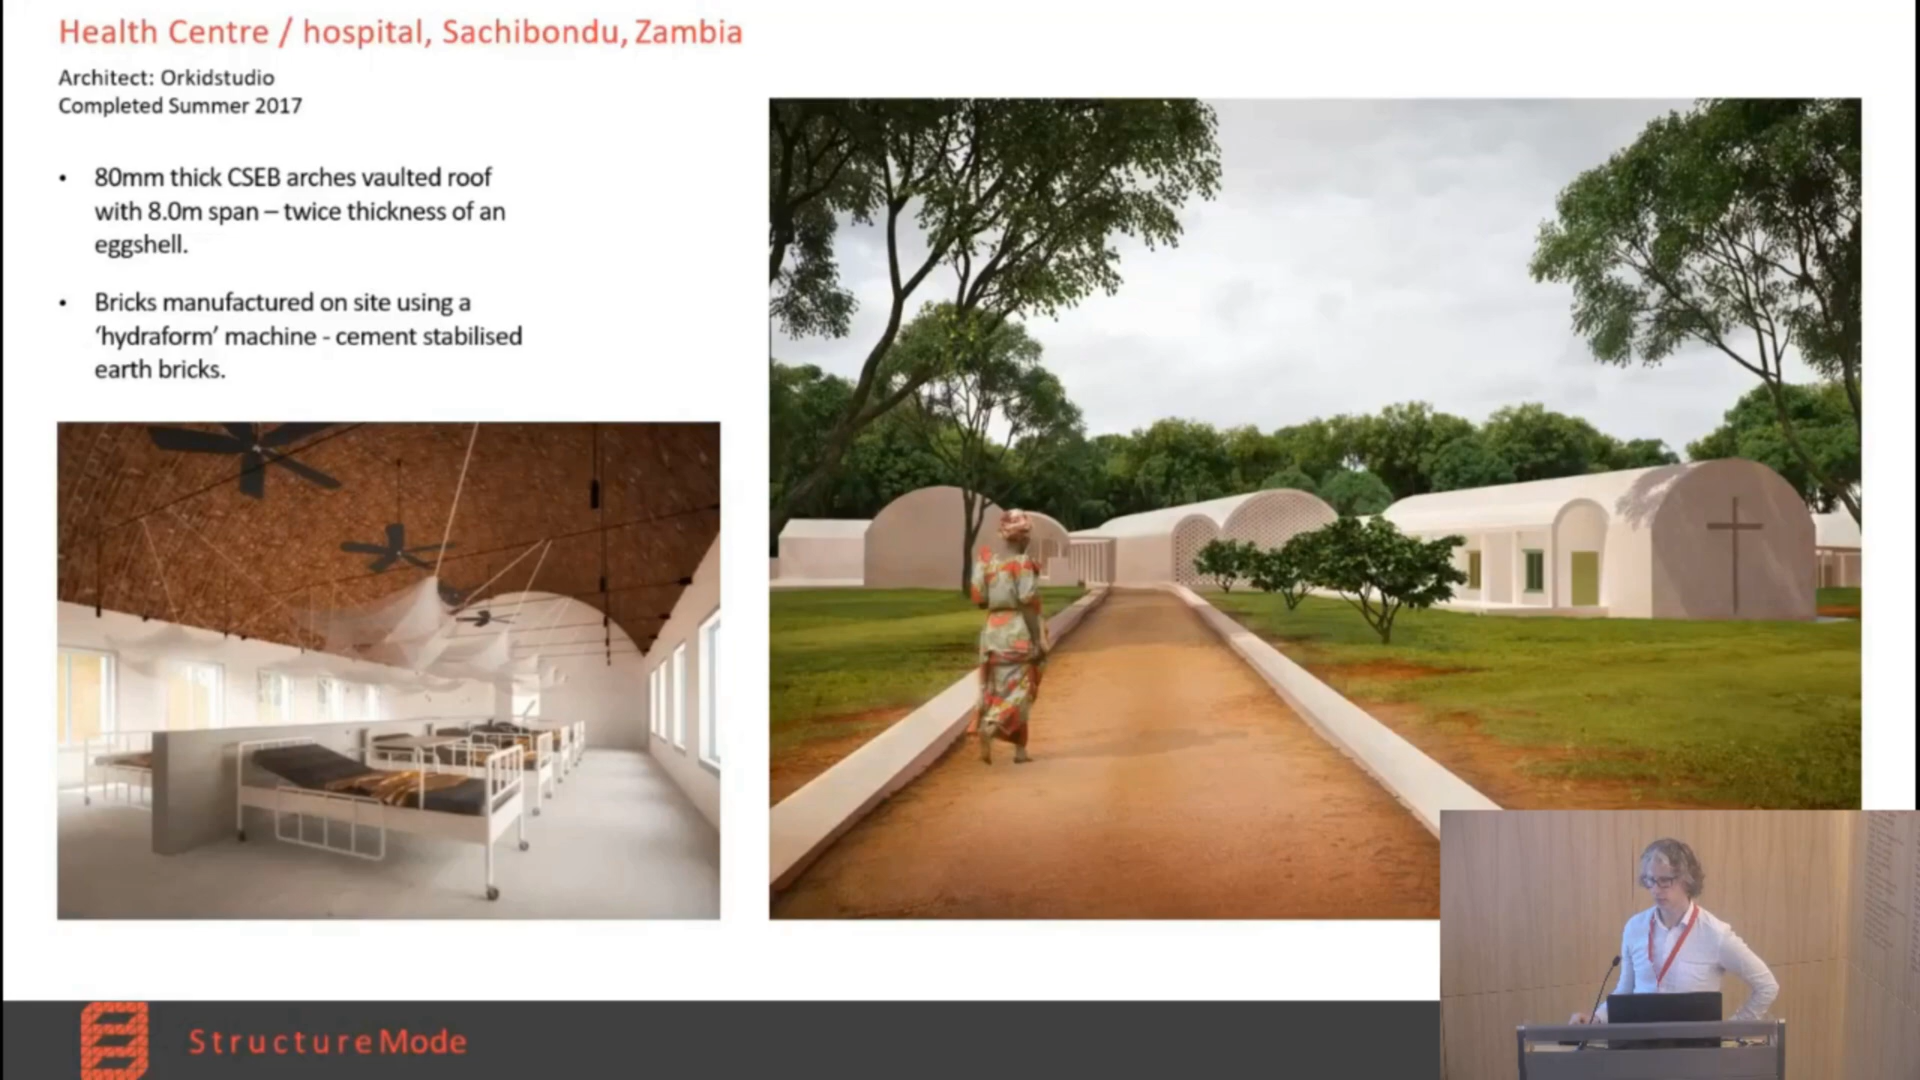 Health Centre / hospital, Sachibondu, Zambia
Architect: Orkidstudio
Completed Summer 2017
• 80mm thick CSEB arches vaulted roof
with 8.0m span – twice thickness of an
eggshell.
• Bricks manufactured on site using a
‘hydraform’ machine - cement stabilised
earth bricks.
StructureMode